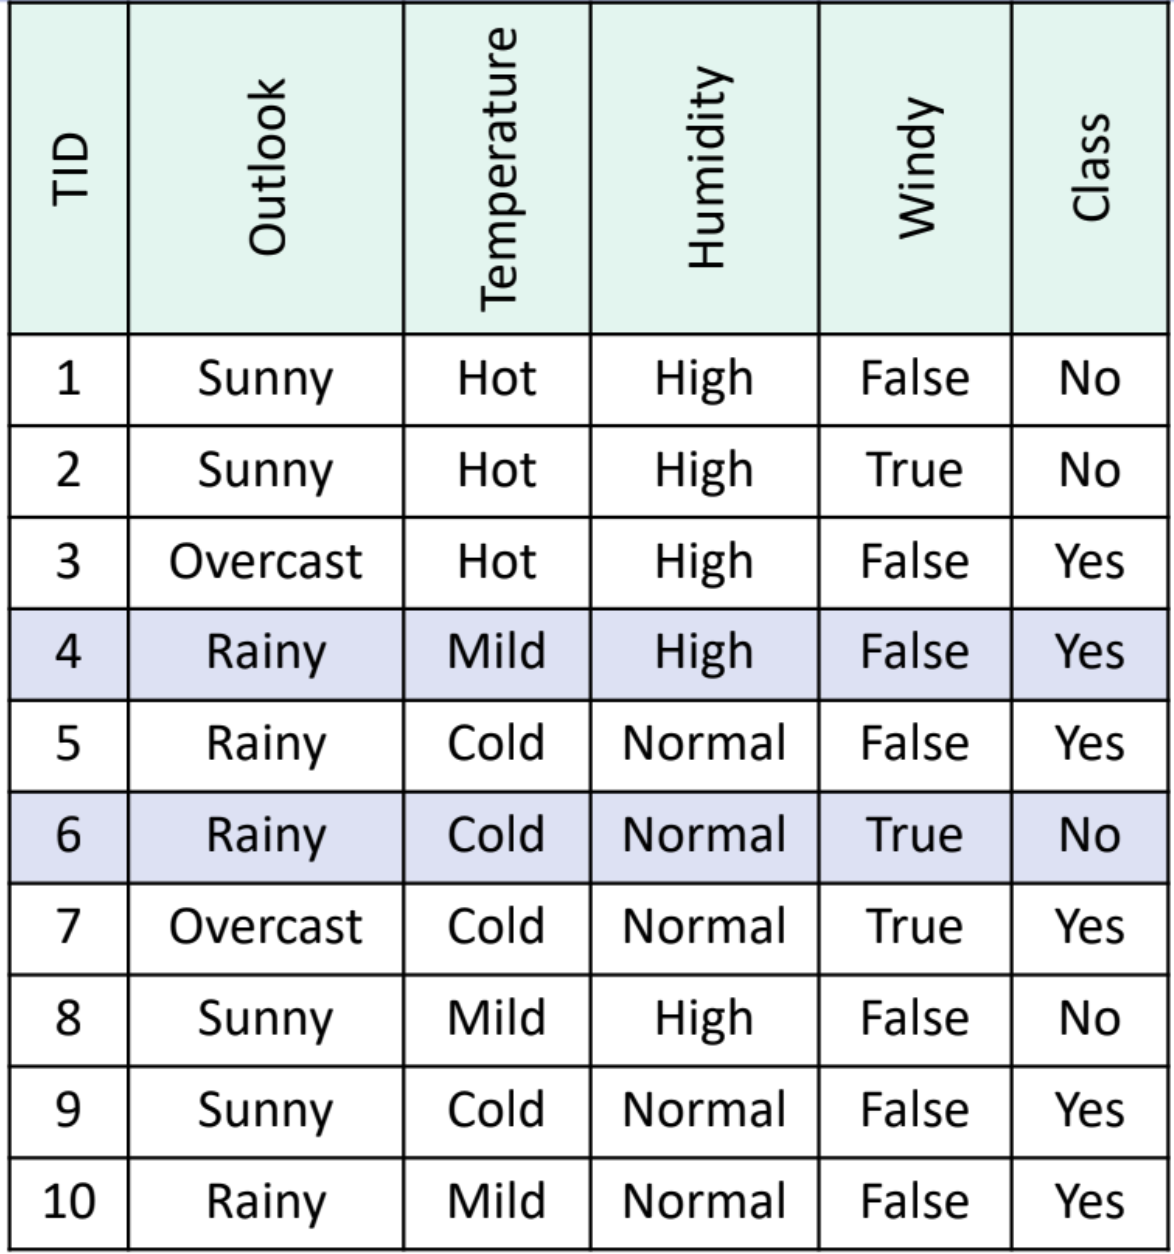 TID Outlook Temperature Humidity Windy Class
1 Sunny Hot High False No
2 Sunny Hot High True No
3 Overcast Hot High False Yes
4 Rainy Mild High False Yes
5 Rainy Cold Normal False Yes
6 Rainy Cold Normal True No
7 Overcast Cold Normal True Yes
8 Sunny Mild High False No
9 Sunny Cold Normal False Yes
10 Rainy Mild Normal False Yes